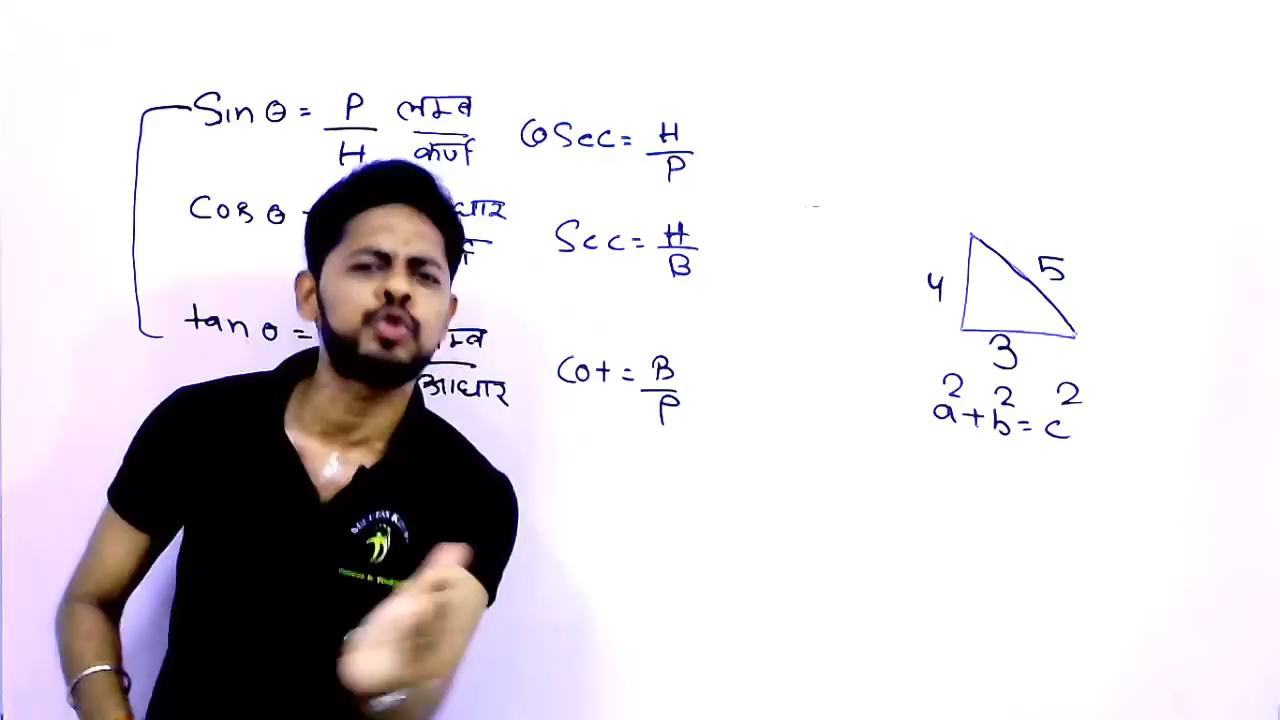 Sin θ = P/H लम्ब/कर्ण
Cosec = H/P
Cos θ
Sec = H/B
tan θ =
आधार
Cot = B/P
4
5
3
a² + b² = c²